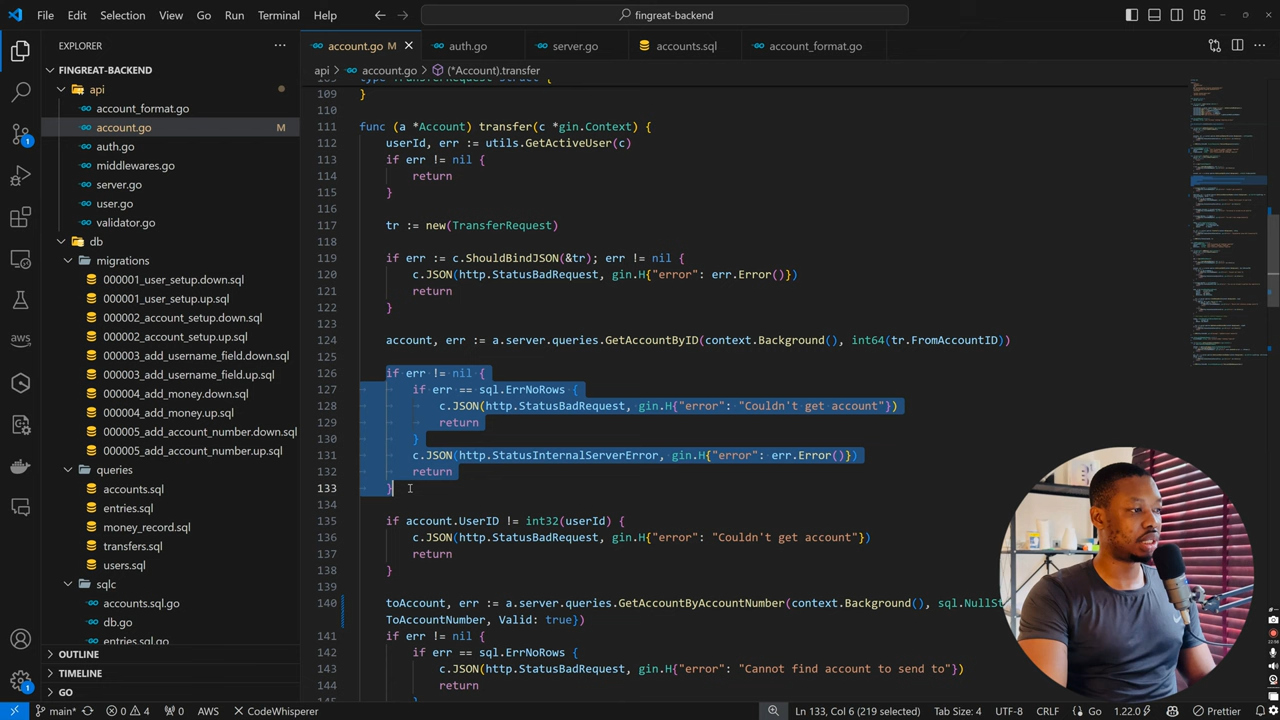 File Edit Selection View Go Run Terminal Help
fingreat-backend
EXPLORER
account.go M
auth.go
server.go
accounts.sql
account_format.go
FINGREAT-BACKEND
api > account.go > (*Account).transfer
api
account_format.go
account.go M
auth.go
middlewares.go
server.go
user.go
validator.go
db
migrations
000001_user_setup.down.sql
000001_user_setup.up.sql
000002_account_setup.down.sql
000002_account_setup.up.sql
000003_add_username_field.down.sql
000003_add_username_field.up.sql
000004_add_money.down.sql
000004_add_money.up.sql
000005_add_account_number.down.sql
000005_add_account_number.up.sql
queries
accounts.sql
entries.sql
money_record.sql
transfers.sql
users.sql
sqlc
accounts.sql.go
db.go
entries.sql.go
OUTLINE
TIMELINE
GO
109 }
110
111 func (a *Account) transfer(c *gin.Context) {
112 userId, err := utils.GetActiveUser(c)
113 if err != nil {
114 return
115 }
116
117 tr := new(TransferRequest)
118
119 if err := c.ShouldBindJSON(&tr); err != nil {
120 c.JSON(http.StatusBadRequest, gin.H{"error": err.Error()})
121 return
122 }
123
124 account, err := a.server.queries.GetAccountByID(context.Background(), int64(tr.FromAccountID))
125
126 if err != nil {
127 if err == sql.ErrNoRows {
128 c.JSON(http.StatusBadRequest, gin.H{"error": "Couldn't get account"})
129 return
130 }
131 c.JSON(http.StatusInternalServerError, gin.H{"error": err.Error()})
132 return
133 }
134
135 if account.UserID != int32(userId) {
136 c.JSON(http.StatusBadRequest, gin.H{"error": "Couldn't get account"})
137 return
138 }
139
140 toAccount, err := a.server.queries.GetAccountByAccountNumber(context.Background(), sql.NullSt
ToAccountNumber, Valid: true})
141 if err != nil {
142 if err == sql.ErrNoRows {
143 c.JSON(http.StatusBadRequest, gin.H{"error": "Cannot find account to send to"})
144 return
main* 0 4 0 AWS CodeWhisperer Ln 133, Col 6 (219 selected) Tab Size: 4 UTF-8 CRLF Go 1.22.0 Prettier